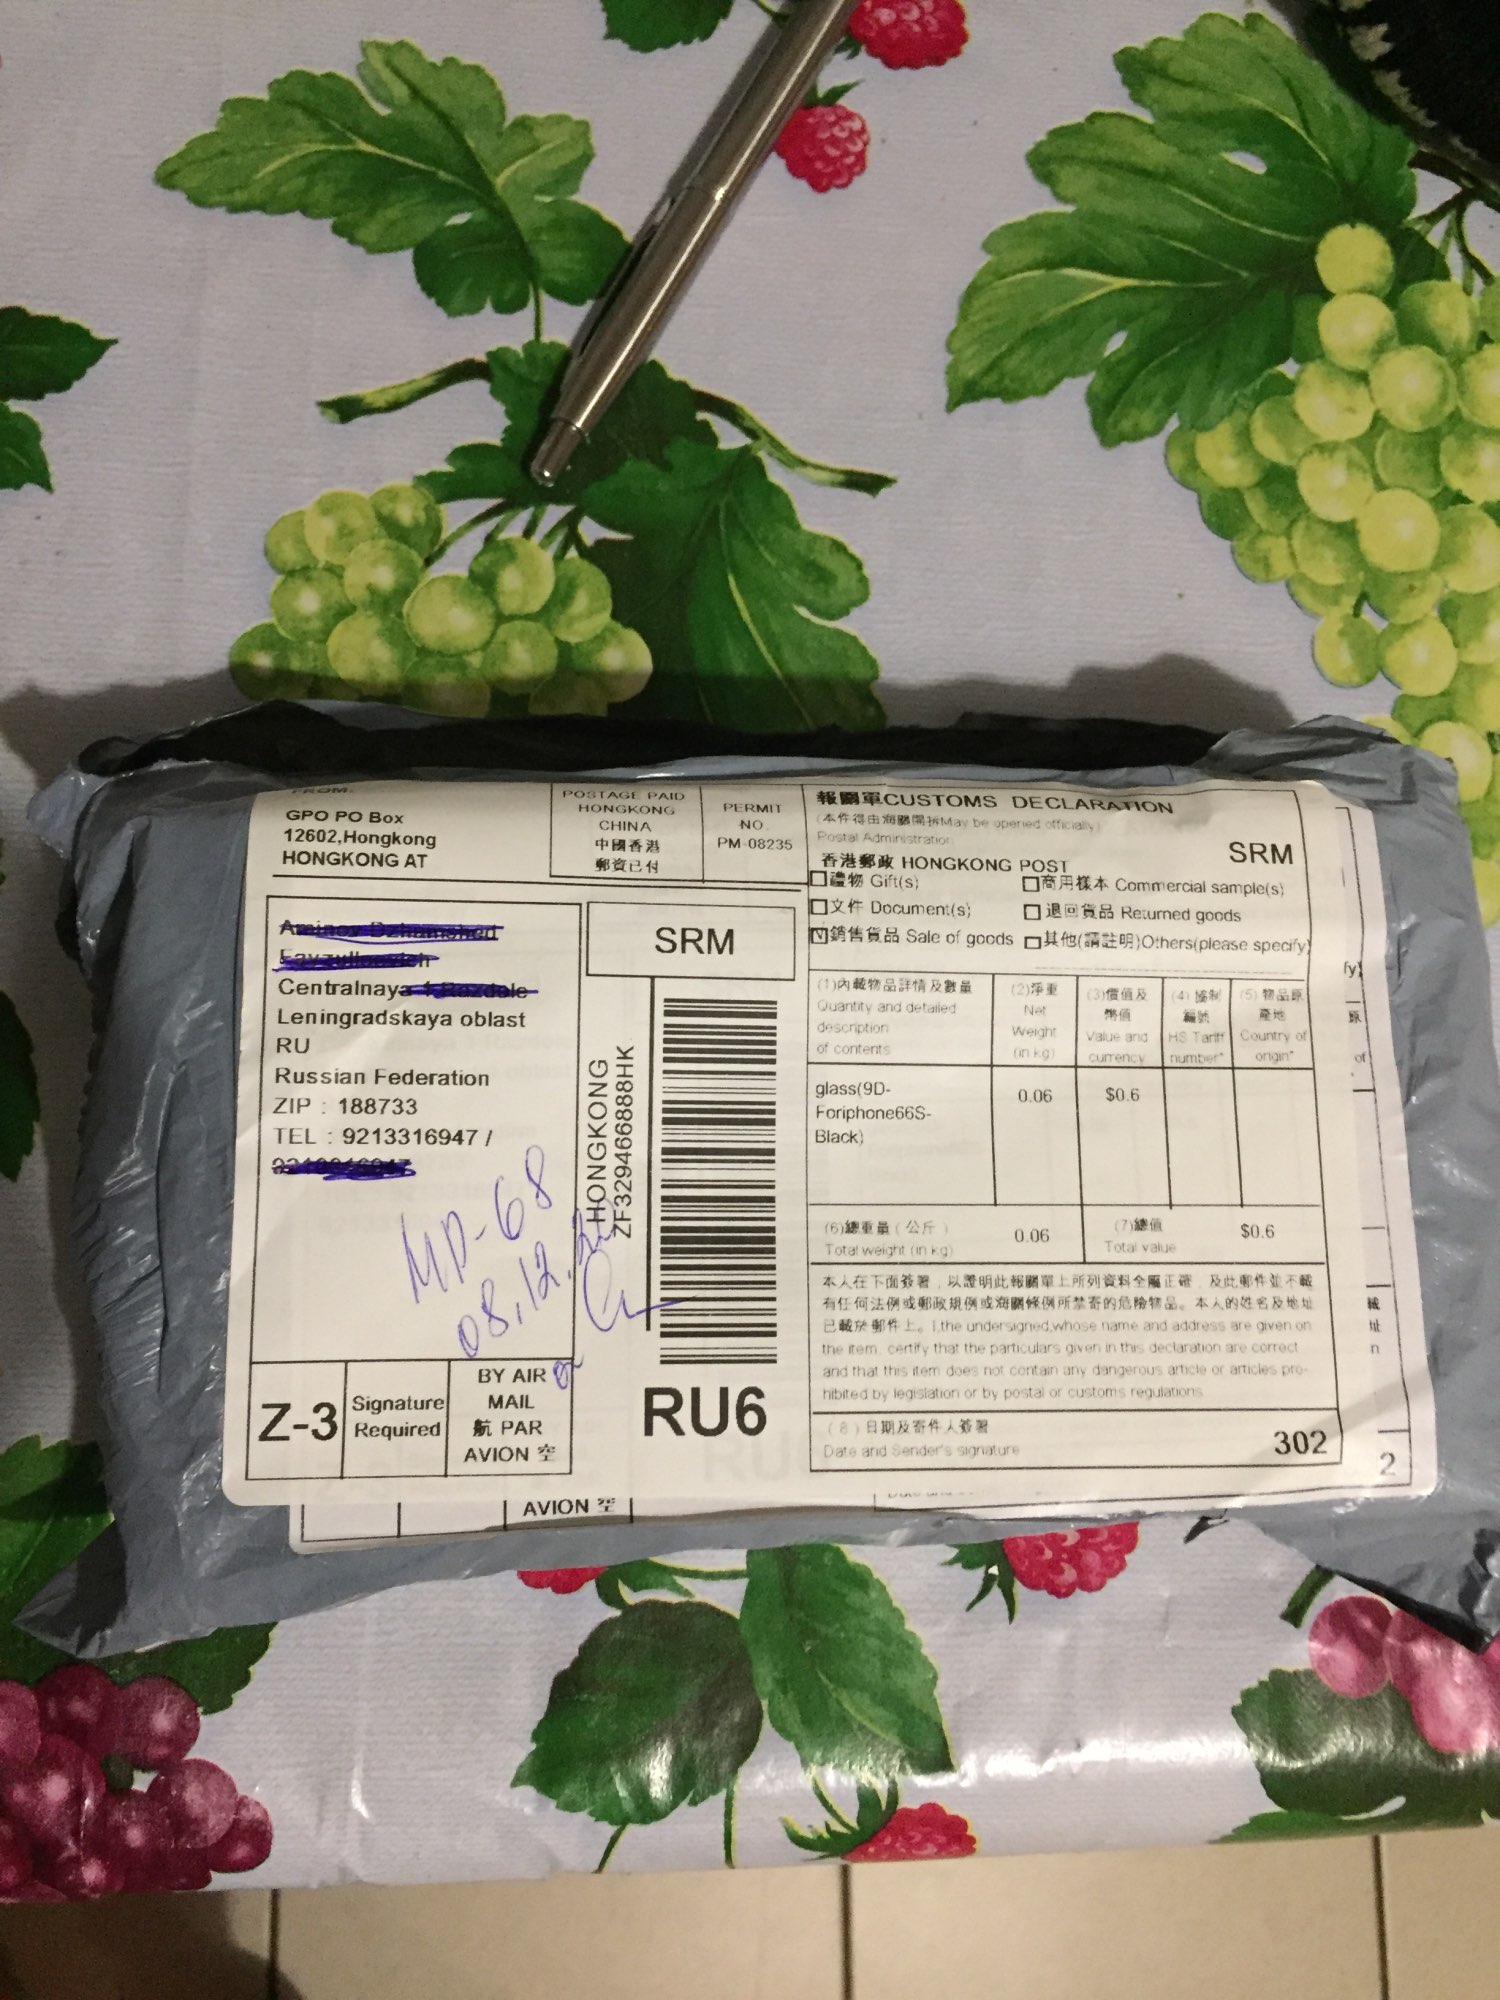 FROM:
GPO PO Box
12602,Hongkong
HONGKONG AT
POSTAGE PAID
HONGKONG
CHINA
中國香港
郵資已付
PERMIT
NO.
PM-08235
Centralnaya
Leningradskaya oblast
RU
Russian Federation
ZIP : 188733
TEL : 9213316947 /
МР-68
08.12.
SRM
HONGKONG
ZF329466888HK
RU6
Z-3
Signature
Required
BY AIR
MAIL
航 PAR
AVION 空
報關單CUSTOMS DECLARATION
(本件得由海關開拆May be opened officially)
Postal Administration
香港郵政 HONGKONG POST
SRM
禮物 Gift(s)
商用樣本 Commercial sample(s)
文件 Document(s)
退回貨品 Returned goods
銷售貨品 Sale of goods
其他(請註明)Others(please specify)
(1)內載物品詳情及數量
Quantity and detailed
description
of contents
(2)淨重
Net
Weight
(in kg)
(3)價值及
幣值
Value and
currency
(4) 協制
編號
HS Tariff
number*
(5) 物品原
產地
Country of
origin*
glass(9D-
Foriphone66S-
Black)
0.06
$0.6
(6)總重量 ( 公斤 )
Total weight (in kg)
0.06
(7)總值
Total value
$0.6
本人在下面簽署，以證明此報關單上所列資料全屬正確，及此郵件並不載
有任何法例或郵政規例或海關條例所禁寄的危險物品。本人的姓名及地址
已載於郵件上。I,the undersigned,whose name and address are given on
the item, certify that the particulars given in this declaration are correct
and that this item does not contain any dangerous article or articles pro-
hibited by legislation or by postal or customs regulations
(8) 日期及寄件人簽署
Date and Sender's signature
302
fy)
原
of
載
址
n
2
AVION 空